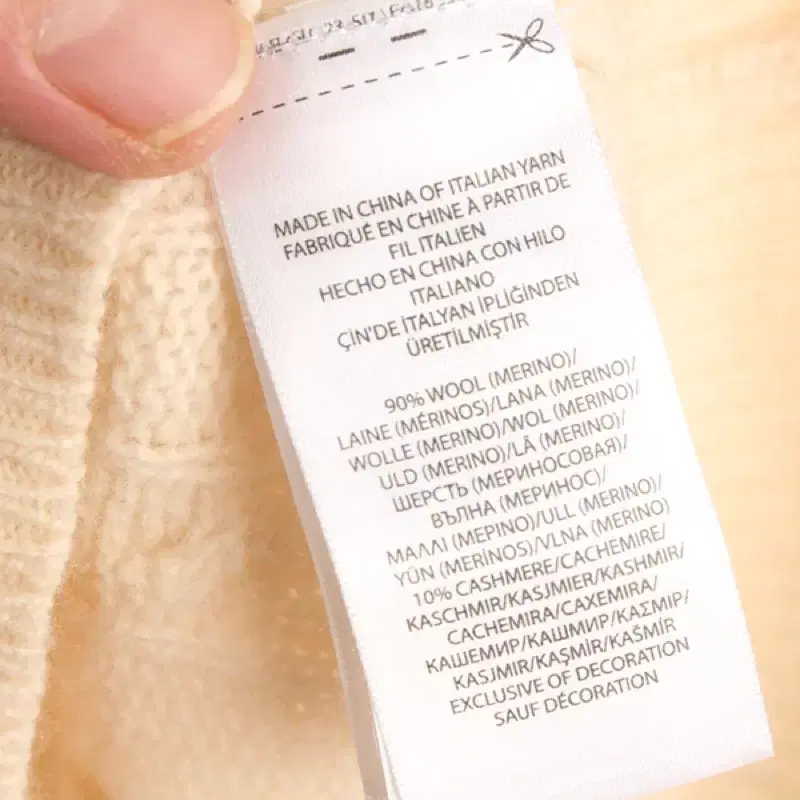 MADE IN CHINA OF ITALIAN YARN
FABRIQUÉ EN CHINE À PARTIR DE
FIL ITALIEN
HECHO EN CHINA CON HILO
ITALIANO
ÇİN'DE İTALYAN İPLİĞİNDEN
ÜRETİLMİŞTİR
90% WOOL (MERINO)/
LAINE (MÉRINOS)/LANA (MERINO)/
WOLLE (MERINO)/WOL (MERINO)/
ULD (MERINO)/LÃ (MERINO)/
ШЕРСТЬ (МЕРИНОСОВАЯ)/
ВЪЛНА (МЕРИНОС)/
ΜΑΛΛΙ (ΜΕΡΙΝΟ)/ULL (MERINO)/
YÜN (MERİNOS)/VLNA (MERINO)
10% CASHMERE/CACHEMIRE/
KASCHMIR/KASJMIER/KASHMIR/
CACHEMIRA/CAXEMIRA/
КАШЕМИР/КАШМИР/ΚΑΣΜΙΡ/
KASJMIR/KAŞMİR/KAŠMÍR
EXCLUSIVE OF DECORATION
SAUF DÉCORATION